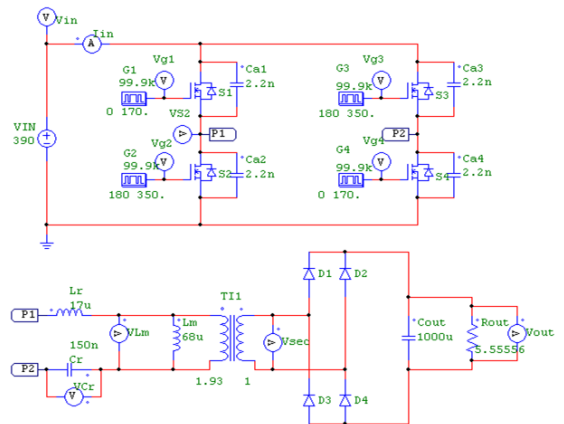 Vin
Iin
Vg1
G1
99.9k
0 170.
Ca1
2.2n
S1
VS2
P1
Vg2
G2
99.9k
180 350.
Ca2
2.2n
S2
VIN
390
Vg3
G3
99.9k
180 350.
Ca3
2.2n
S3
P2
Vg4
G4
99.9k
0 170.
Ca4
2.2n
S4
V
A
V
V
V
V
V
Lr
17u
P1
VLm
Lm
68u
TI1
1.93 1
Vsec
150n
Cr
P2
VCr
V
D1
D2
D3
D4
Cout
1000u
Rout
5.55556
Vout